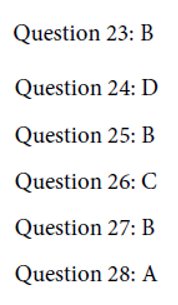 Question 23: B
Question 24: D
Question 25: B
Question 26: C
Question 27: B
Question 28: A